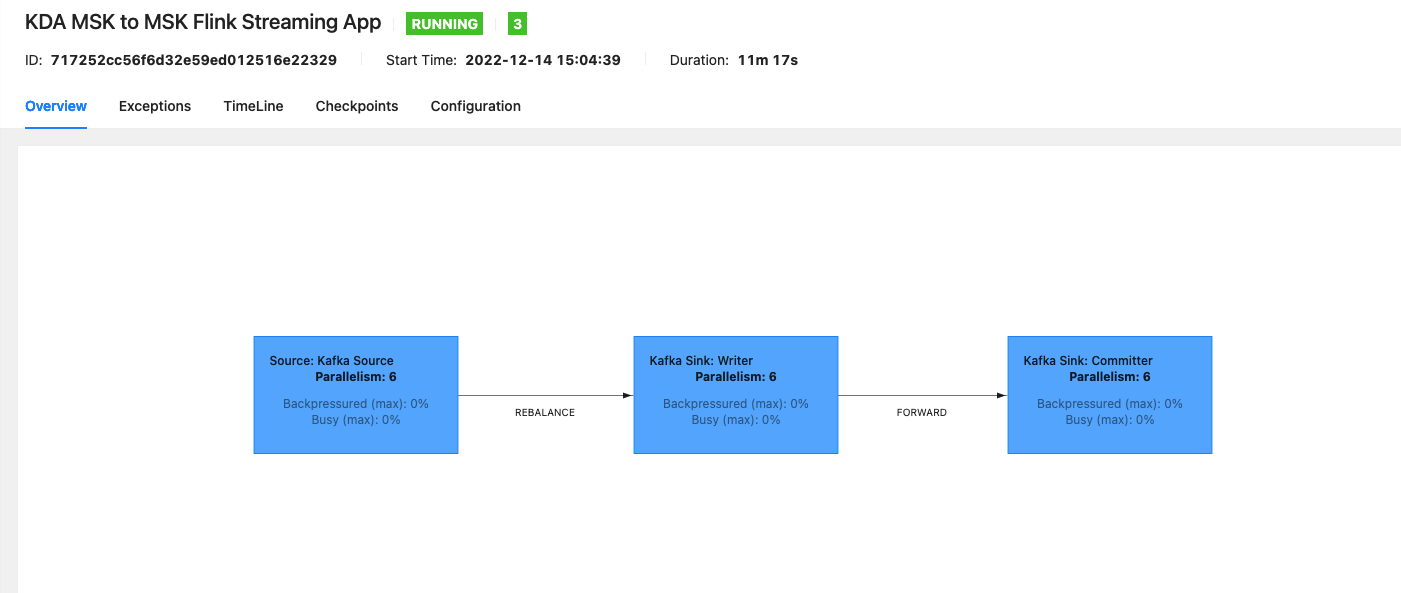 KDA MSK to MSK Flink Streaming App RUNNING 3
ID: 717252cc56f6d32e59ed012516e22329 Start Time: 2022-12-14 15:04:39 Duration: 11m 17s
Overview Exceptions TimeLine Checkpoints Configuration
Source: Kafka Source
Parallelism: 6
Backpressured (max): 0%
Busy (max): 0%
REBALANCE
Kafka Sink: Writer
Parallelism: 6
Backpressured (max): 0%
Busy (max): 0%
FORWARD
Kafka Sink: Committer
Parallelism: 6
Backpressured (max): 0%
Busy (max): 0%